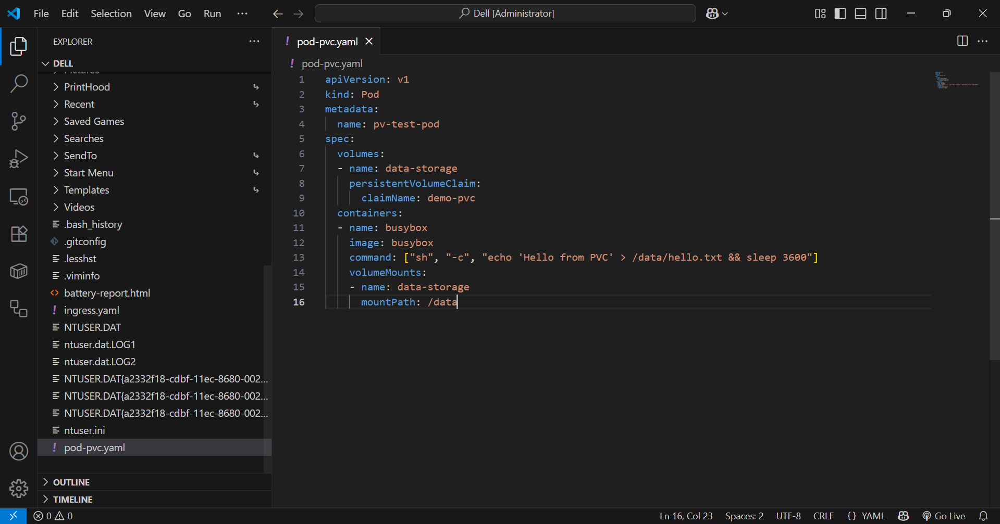 File Edit Selection View Go Run ··· Dell [Administrator]
EXPLORER ···
DELL
Pictures
PrintHood
Recent
Saved Games
Searches
SendTo
Start Menu
Templates
Videos
.bash_history
.gitconfig
.lesshst
.viminfo
battery-report.html
ingress.yaml
NTUSER.DAT
ntuser.dat.LOG1
ntuser.dat.LOG2
NTUSER.DAT{a2332f18-cdbf-11ec-8680-002...
NTUSER.DAT{a2332f18-cdbf-11ec-8680-002...
NTUSER.DAT{a2332f18-cdbf-11ec-8680-002...
ntuser.ini
! pod-pvc.yaml
OUTLINE
TIMELINE
! pod-pvc.yaml
! pod-pvc.yaml
1 apiVersion: v1
2 kind: Pod
3 metadata:
4 name: pv-test-pod
5 spec:
6 volumes:
7 - name: data-storage
8 persistentVolumeClaim:
9 claimName: demo-pvc
10 containers:
11 - name: busybox
12 image: busybox
13 command: ["sh", "-c", "echo 'Hello from PVC' > /data/hello.txt && sleep 3600"]
14 volumeMounts:
15 - name: data-storage
16 mountPath: /data
0 0 Ln 16, Col 23 Spaces: 2 UTF-8 CRLF {} YAML Go Live